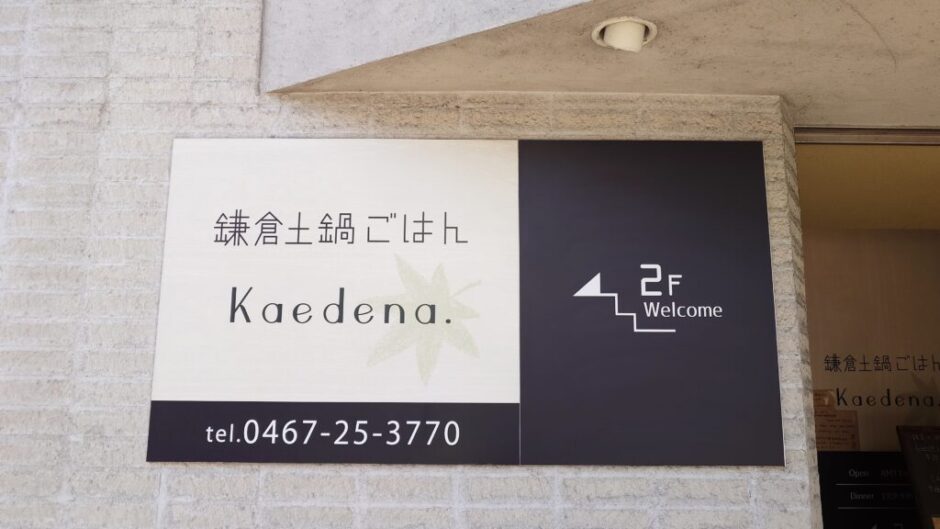 鎌倉土鍋ごはん
Kaedena.
tel.0467-25-3770
2F
Welcome
鎌倉土鍋ごはん
Kaedena.
Open
Dinner